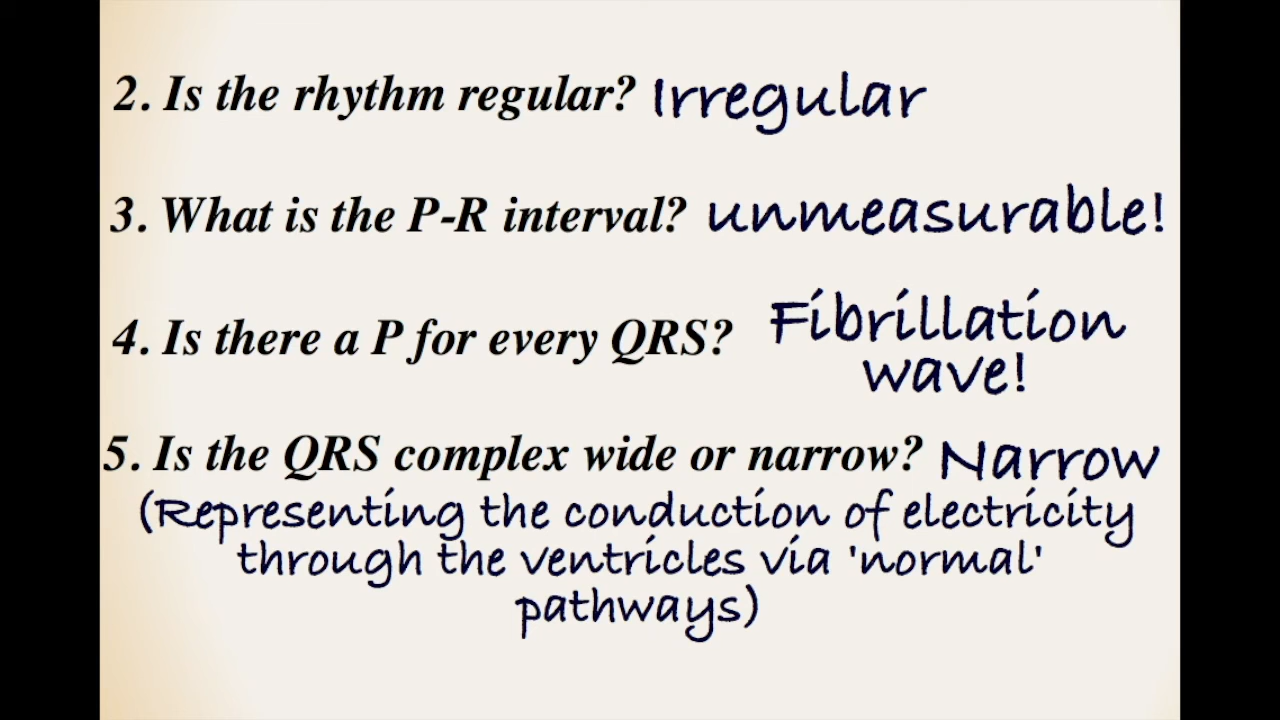 2. Is the rhythm regular? Irregular
3. What is the P-R interval? unmeasurable!
4. Is there a P for every QRS? Fibrillation
wave!
5. Is the QRS complex wide or narrow? Narrow
(Representing the conduction of electricity
through the ventricles via 'normal'
pathways)